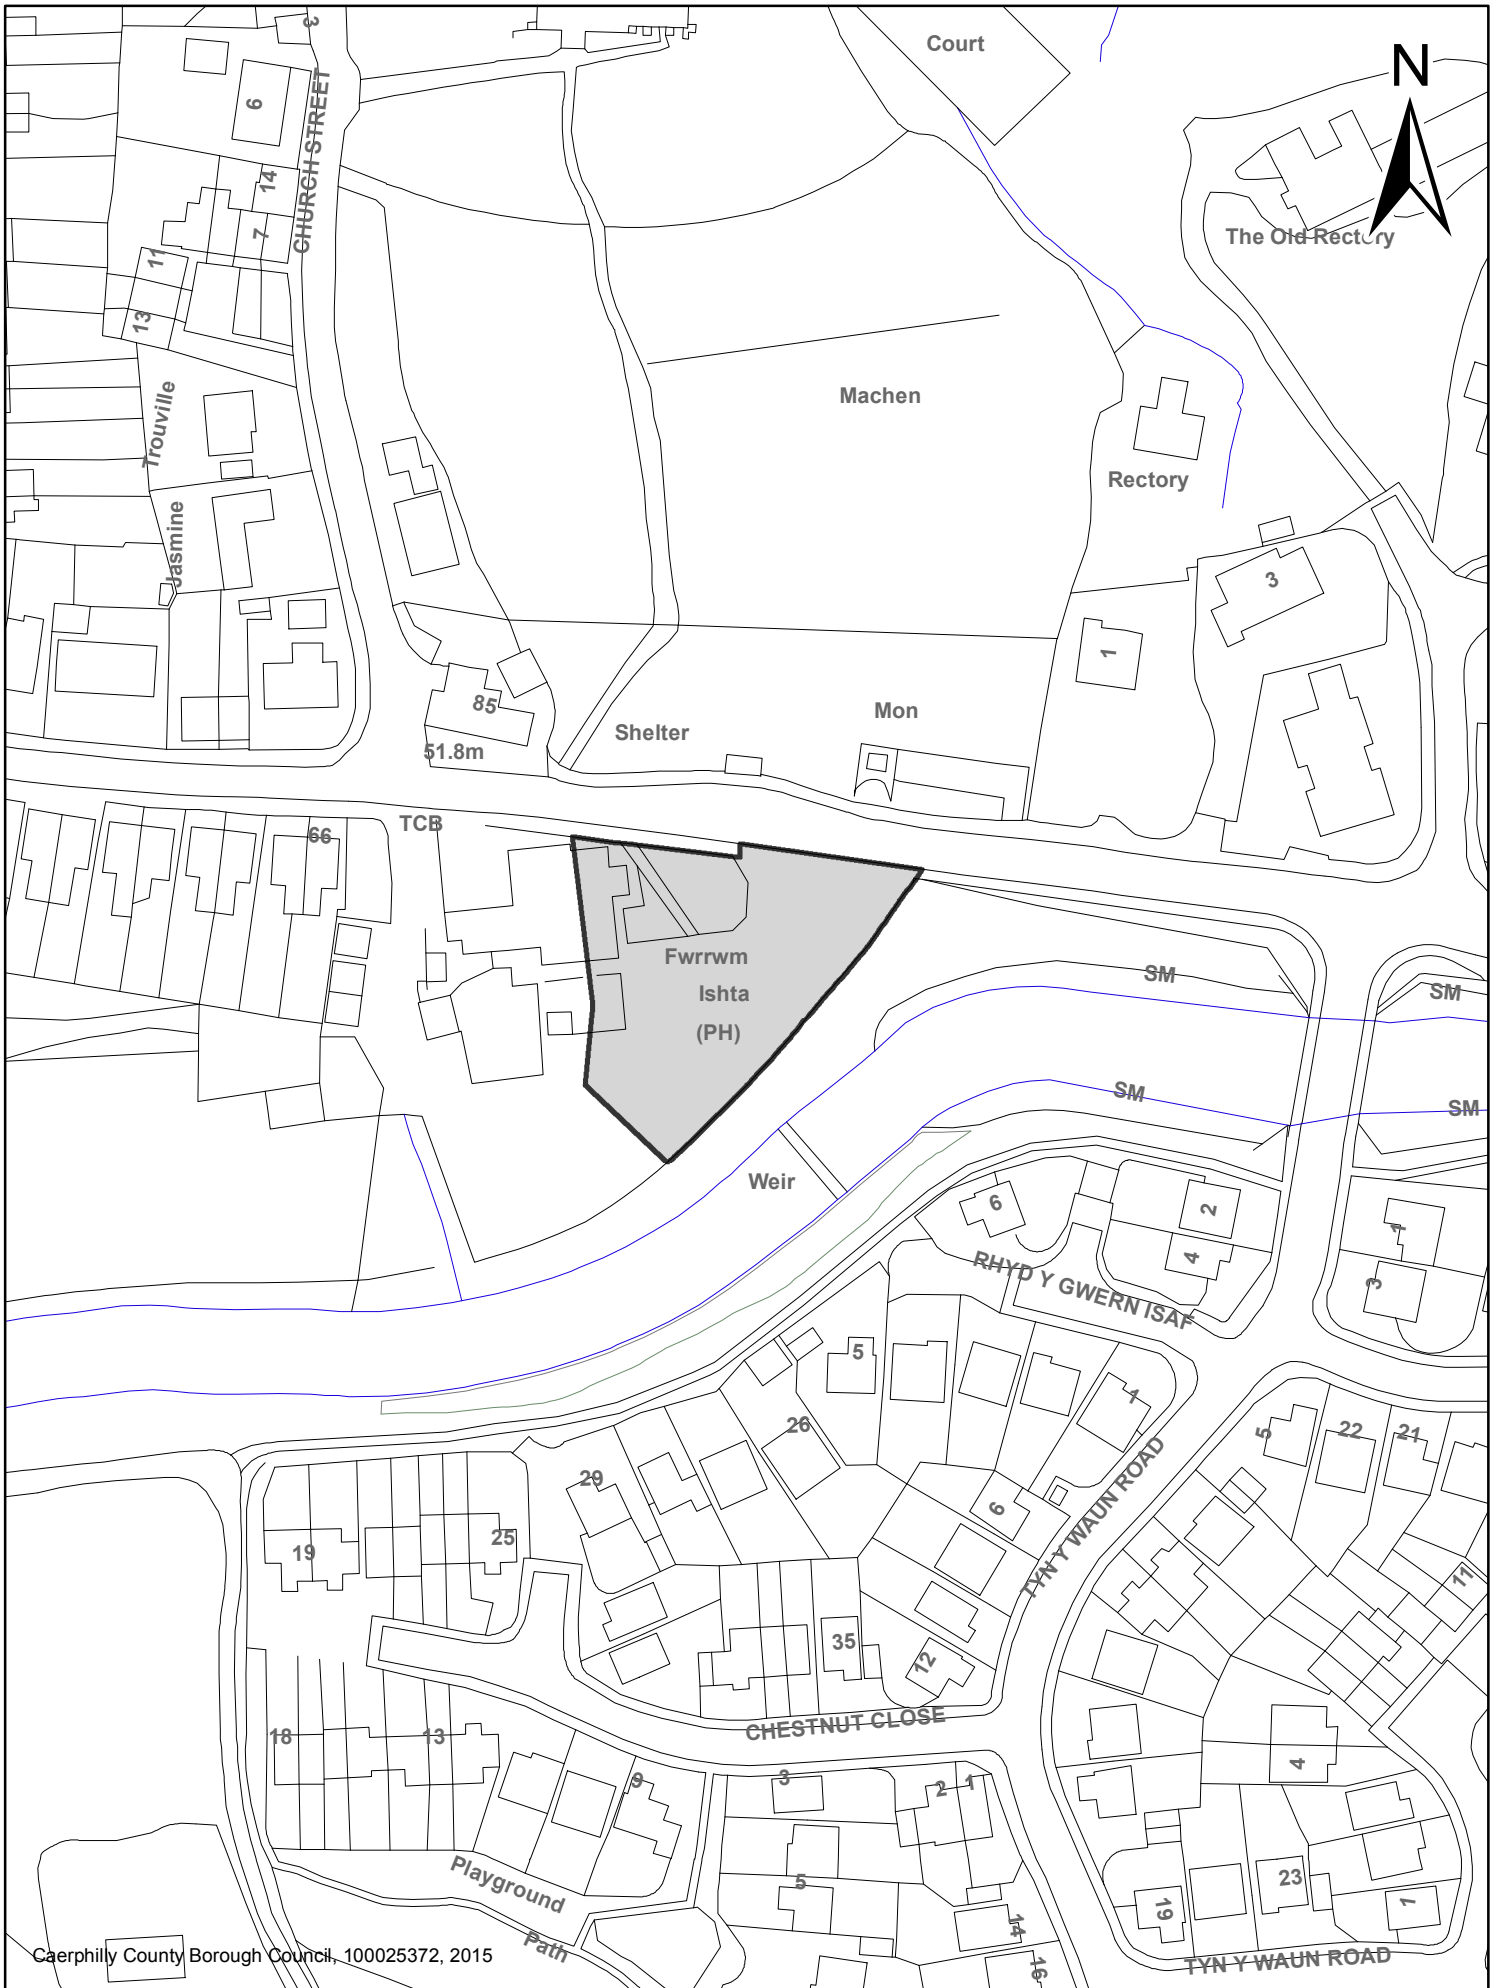 3
Court
N
6
CHURCH STREET
14
7
The Old Rectory
11
13
Machen
Trouville
Rectory
Jasmine
3
1
85
Mon
Shelter
51.8m
TCB
66
Fwrrwm
Ishta
(PH)
SM
SM
SM
SM
Weir
6
2
1
4
RHYD Y GWERN ISAF
3
5
1
26
5
22
21
29
TYN Y WAUN ROAD
6
25
19
11
35
12
CHESTNUT CLOSE
18
13
4
9
3
2
1
Playground
5
23
19
1
14
Path
16
Caerphilly County Borough Council, 100025372, 2015
TYN Y WAUN ROAD